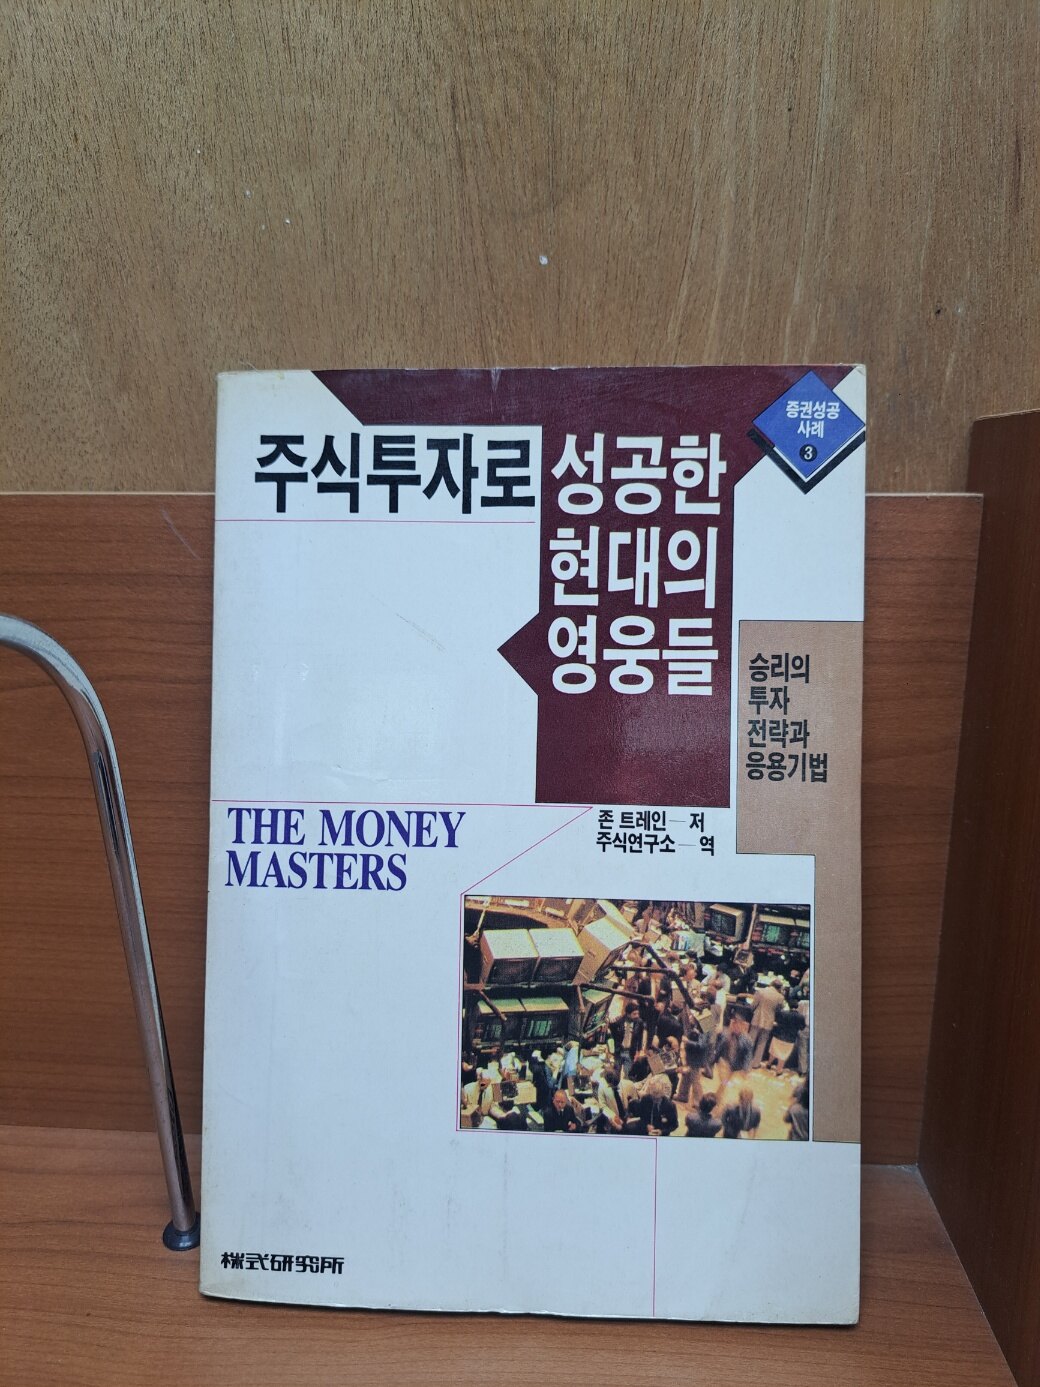 증권성공
사례
3
주식투자로 성공한
현대의
영웅들
승리의
투자
전략과
응용기법
THE MONEY
MASTERS
존 트레인—저
주식연구소—역
株式硏究所